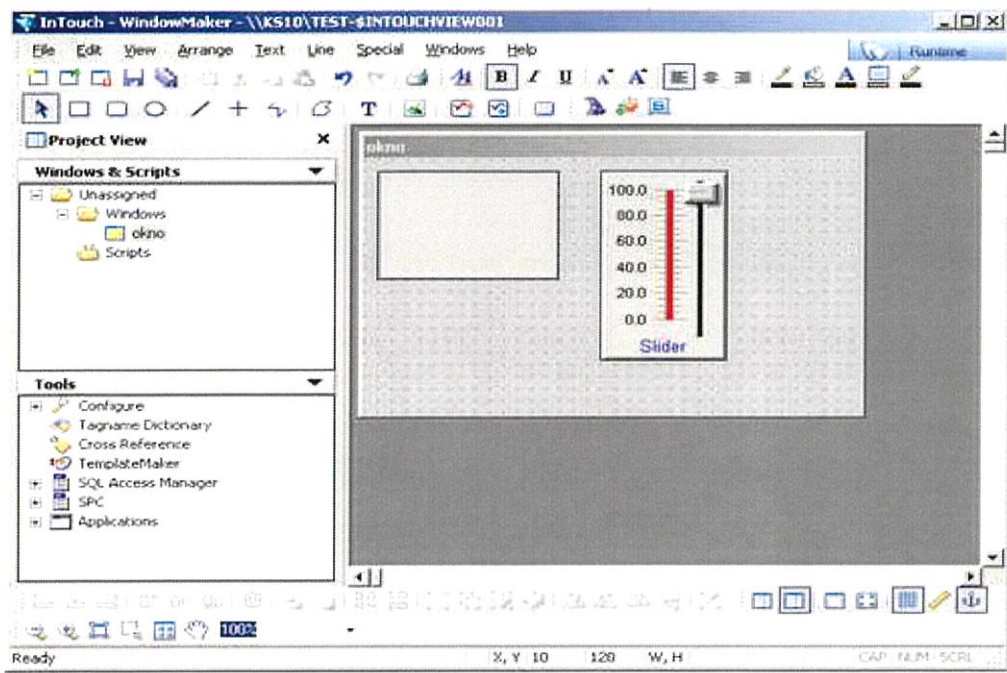 InTouch - WindowMaker - \\KS10\TEST-$INTOUCHVIEW001
File Edit View Arrange Text Line Special Windows Help
Runtime
B I U A A A
T
Project View
Windows & Scripts
Unassigned
Windows
okno
Scripts
Tools
Configure
Tagname Dictionary
Cross Reference
TemplateMaker
SQL Access Manager
SPC
Applications
okno
100.0
80.0
60.0
40.0
20.0
0.0
Slider
100%
Ready X, Y 10 128 W, H CAP NUM SCRL